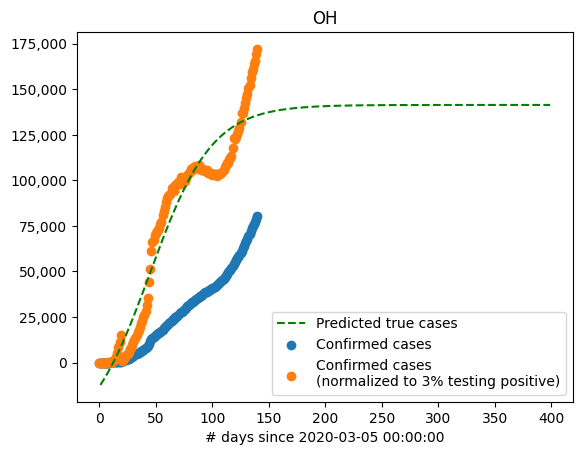 OH
175,000
150,000
125,000
100,000
75,000
50,000
25,000
0
0 50 100 150 200 250 300 350 400
# days since 2020-03-05 00:00:00
Predicted true cases
Confirmed cases
Confirmed cases
(normalized to 3% testing positive)